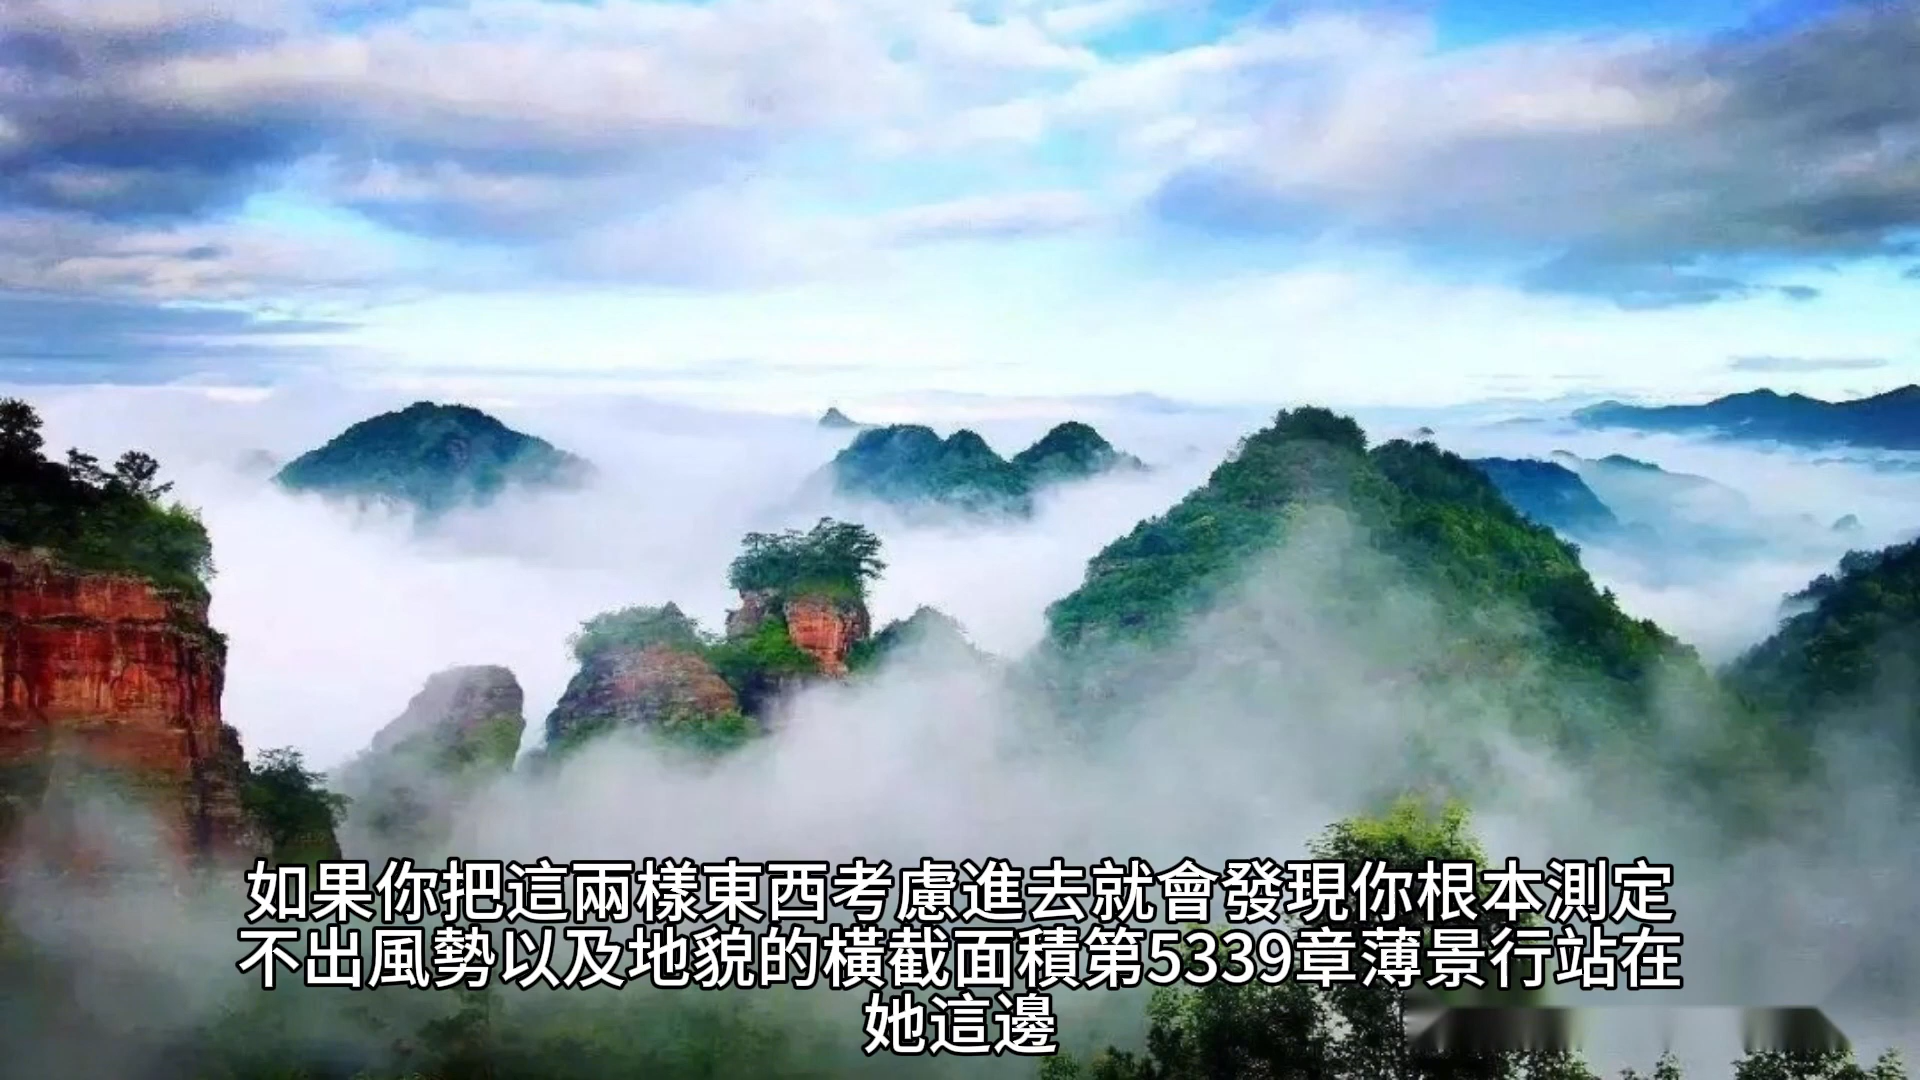 如果你把這兩樣東西考慮進去就會發現你根本測定
不出風勢以及地貌的橫截面積第5339章薄景行站在
她這邊